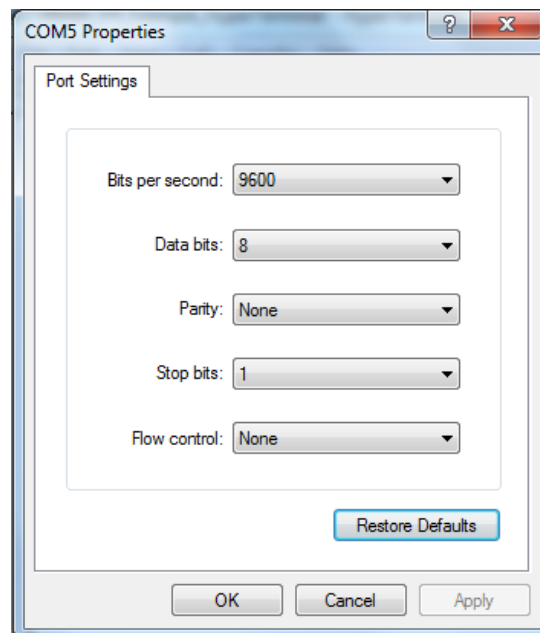 COM5 Properties
?
X
Port Settings
Bits per second: 9600
Data bits: 8
Parity: None
Stop bits: 1
Flow control: None
Restore Defaults
OK Cancel Apply